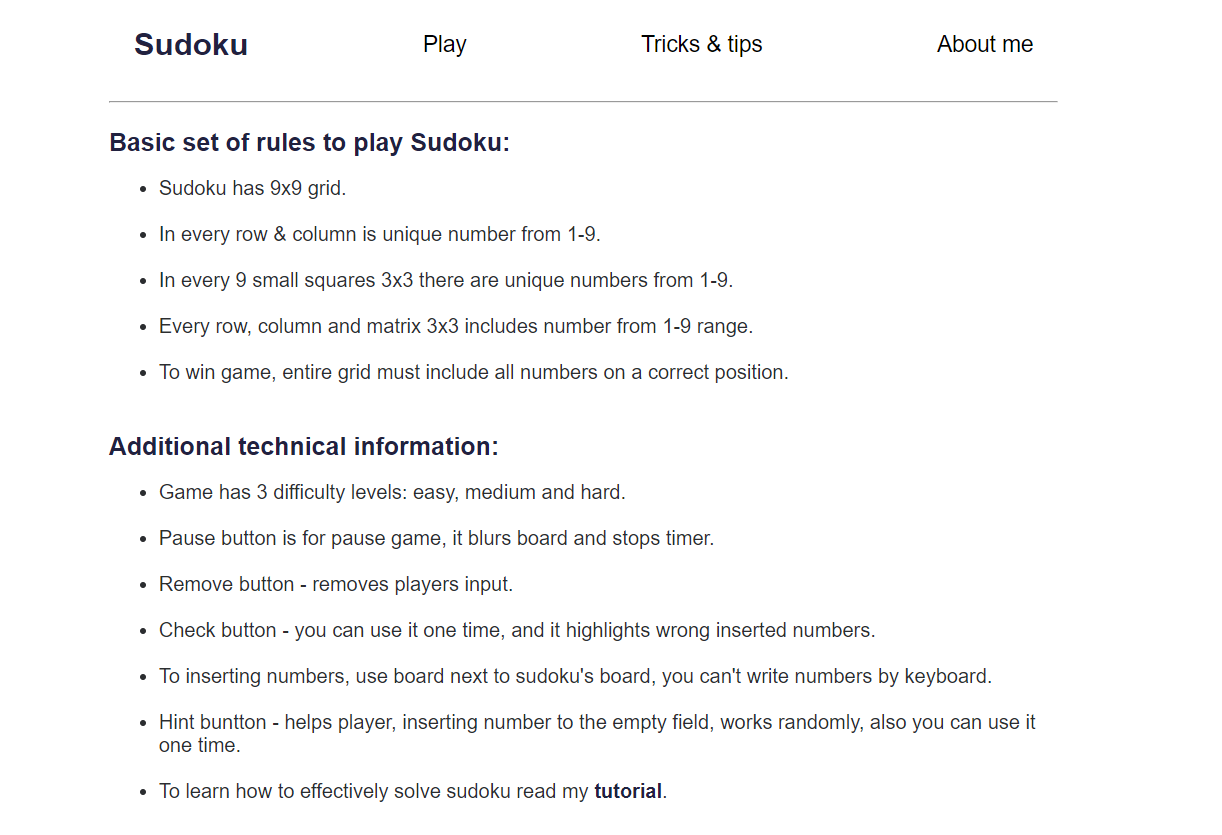 Sudoku Play Tricks & tips About me
Basic set of rules to play Sudoku:
• Sudoku has 9x9 grid.
• In every row & column is unique number from 1-9.
• In every 9 small squares 3x3 there are unique numbers from 1-9.
• Every row, column and matrix 3x3 includes number from 1-9 range.
• To win game, entire grid must include all numbers on a correct position.
Additional technical information:
• Game has 3 difficulty levels: easy, medium and hard.
• Pause button is for pause game, it blurs board and stops timer.
• Remove button - removes players input.
• Check button - you can use it one time, and it highlights wrong inserted numbers.
• To inserting numbers, use board next to sudoku's board, you can't write numbers by keyboard.
• Hint buntton - helps player, inserting number to the empty field, works randomly, also you can use it
one time.
• To learn how to effectively solve sudoku read my tutorial.